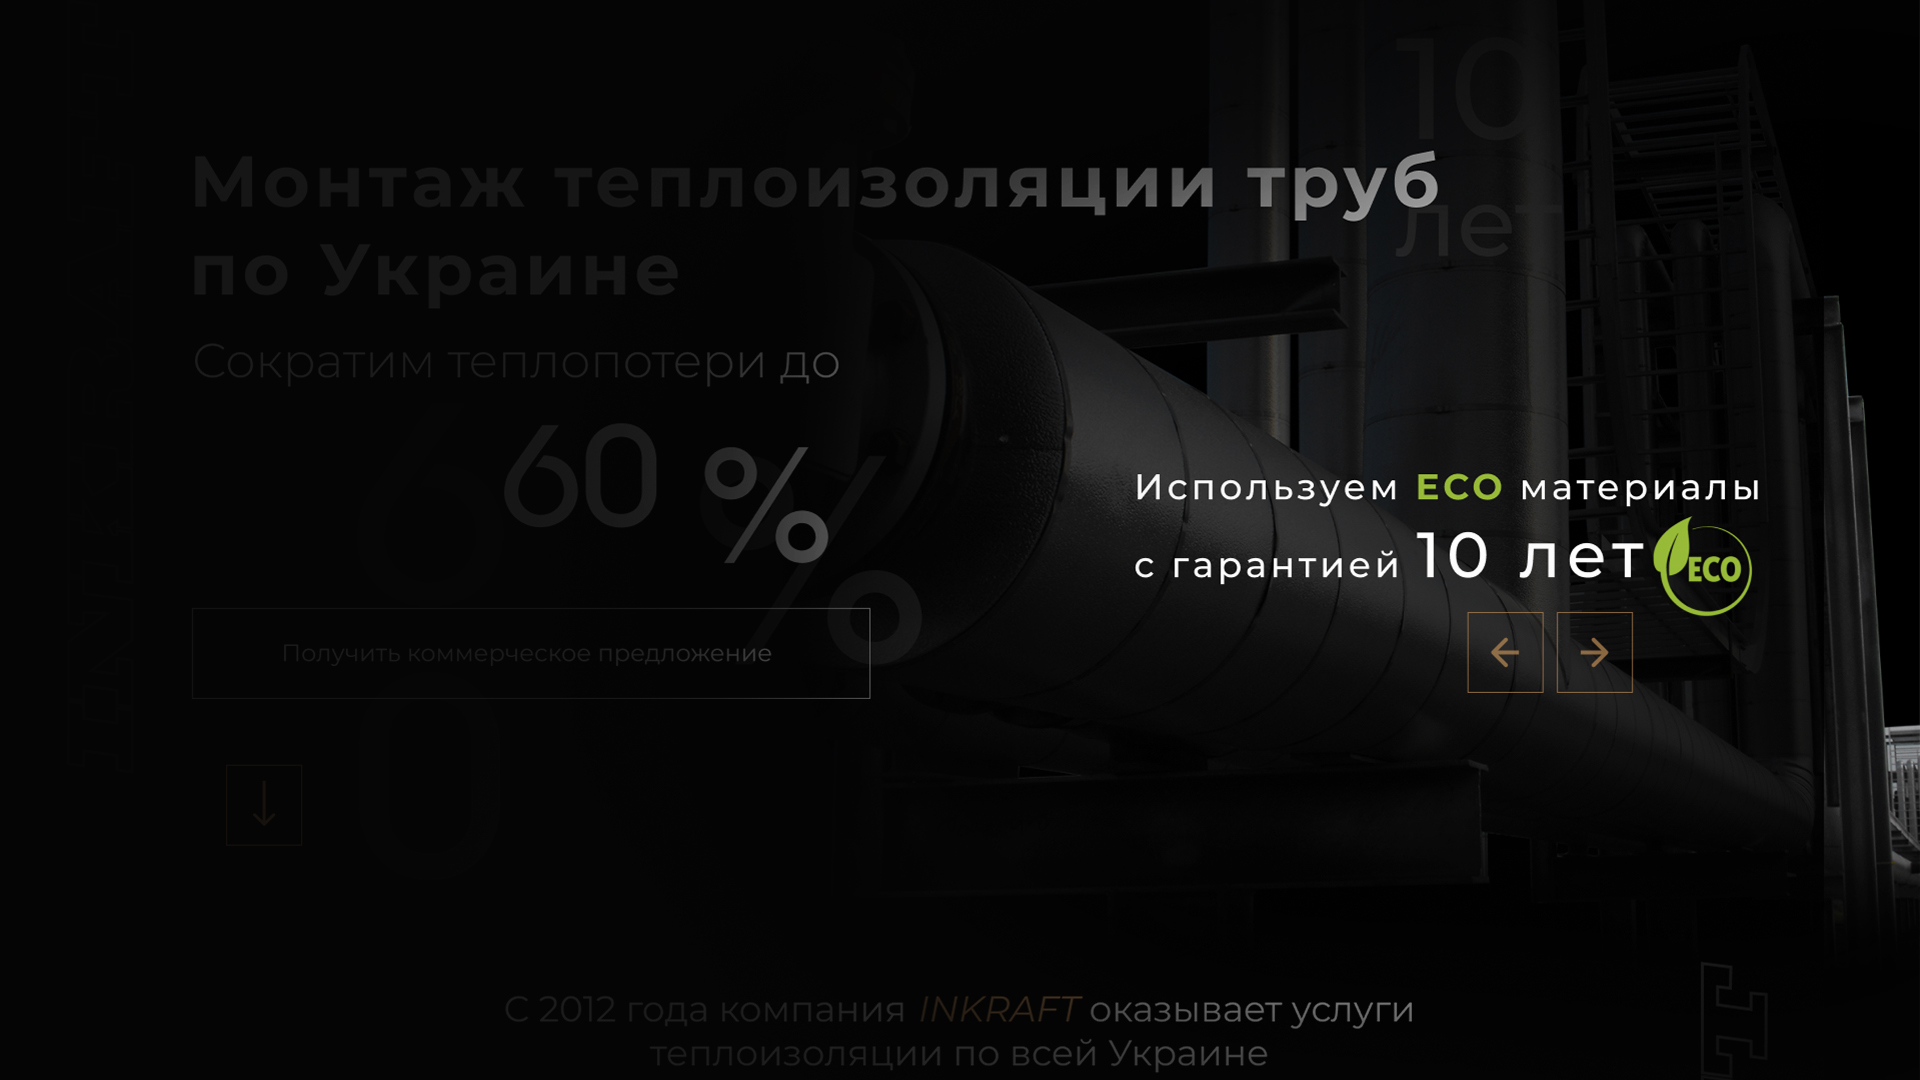 10
лет
Монтаж теплоизоляции труб
по Украине
Сократим теплопотери до
60 %
Используем ECO материалы
с гарантией 10 лет
ECO
Получить коммерческое предложение
С 2012 года компания INKRAFT оказывает услуги
теплоизоляции по всей Украине